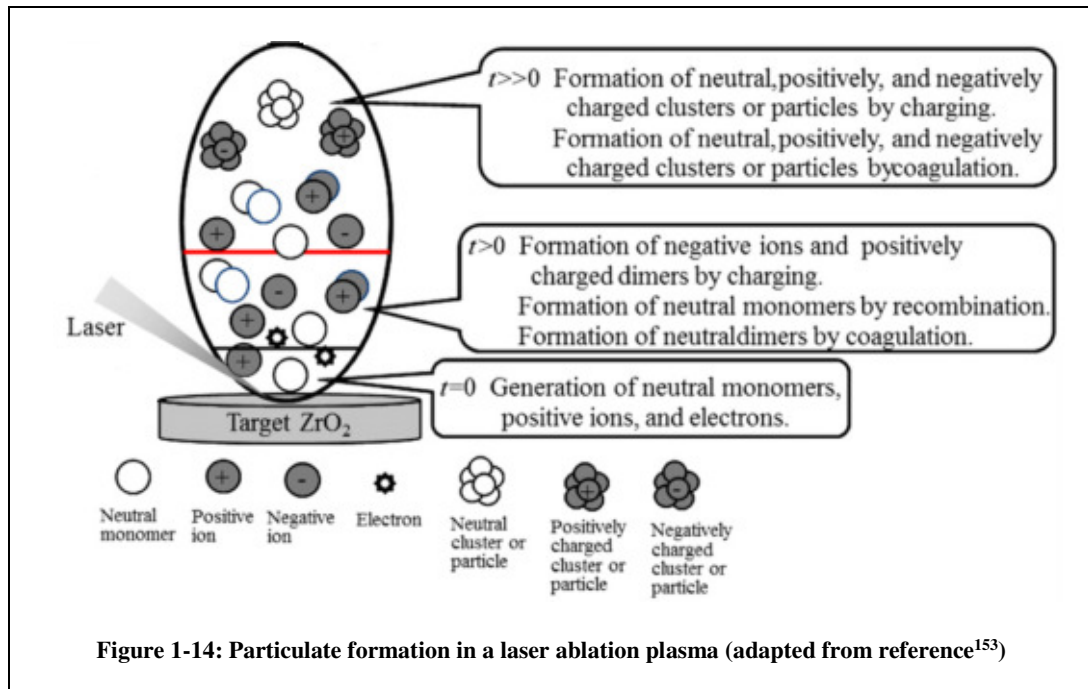 t>>0 Formation of neutral,positively, and negatively
charged clusters or particles by charging.
Formation of neutral,positively, and negatively
charged clusters or particles bycoagulation.
+
-
+
+
-
t>0 Formation of negative ions and positively
charged dimers by charging.
Formation of neutral monomers by recombination.
Formation of neutraldimers by coagulation.
-
+
+
Laser
+
t=0 Generation of neutral monomers,
positive ions, and electrons.
Target ZrO₂
+
-
+
-
Neutral
monomer
Positive
ion
Negative
ion
Electron
Neutral
cluster or
particle
Positively
charged
cluster or
particle
Negatively
charged
cluster or
particle
Figure 1-14: Particulate formation in a laser ablation plasma (adapted from reference¹⁵³)